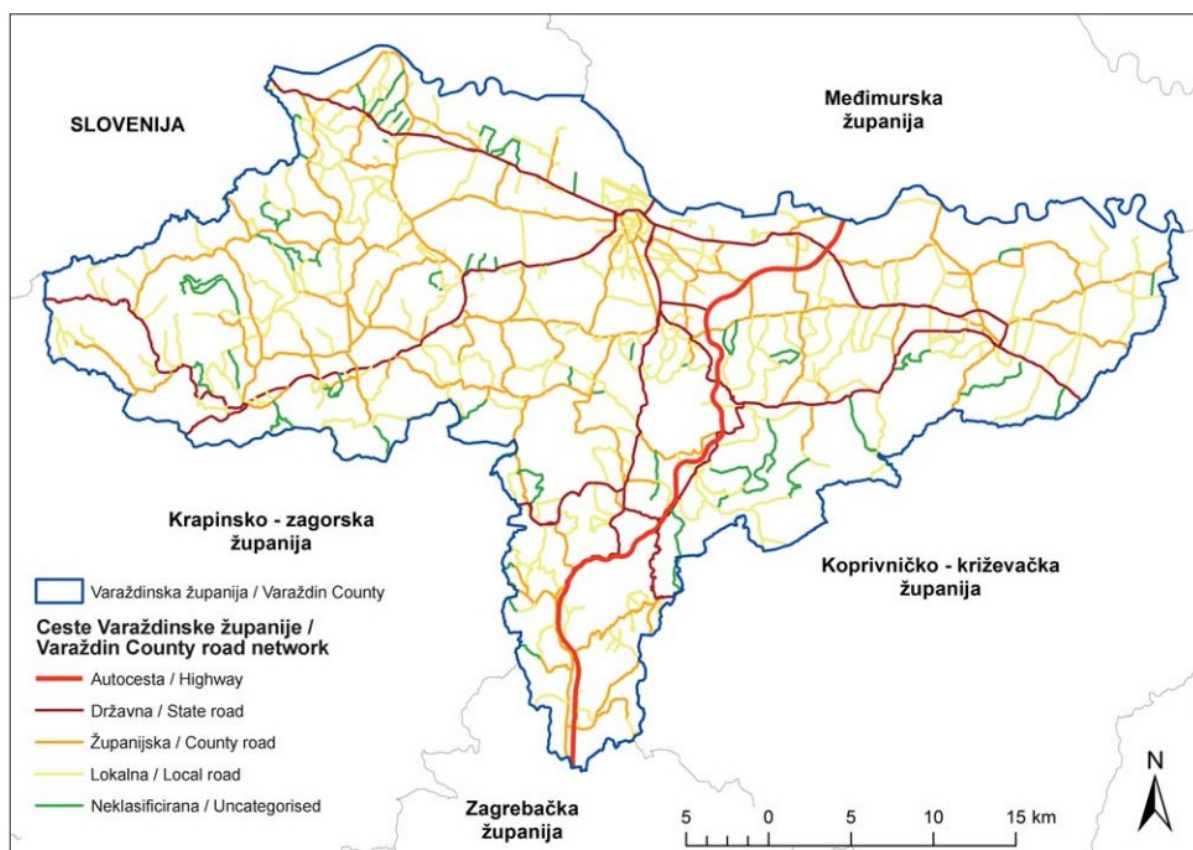 SLOVENIJA
Međimurska
županija
Krapinsko - zagorska
županija
Koprivničko - križevačka
županija
Zagrebačka
županija
Varaždinska županija / Varaždin County
Ceste Varaždinske županije /
Varaždin County road network
Autocesta / Highway
Državna / State road
Županijska / County road
Lokalna / Local road
Neklasificirana / Uncategorised
5 0 5 10 15 km
N